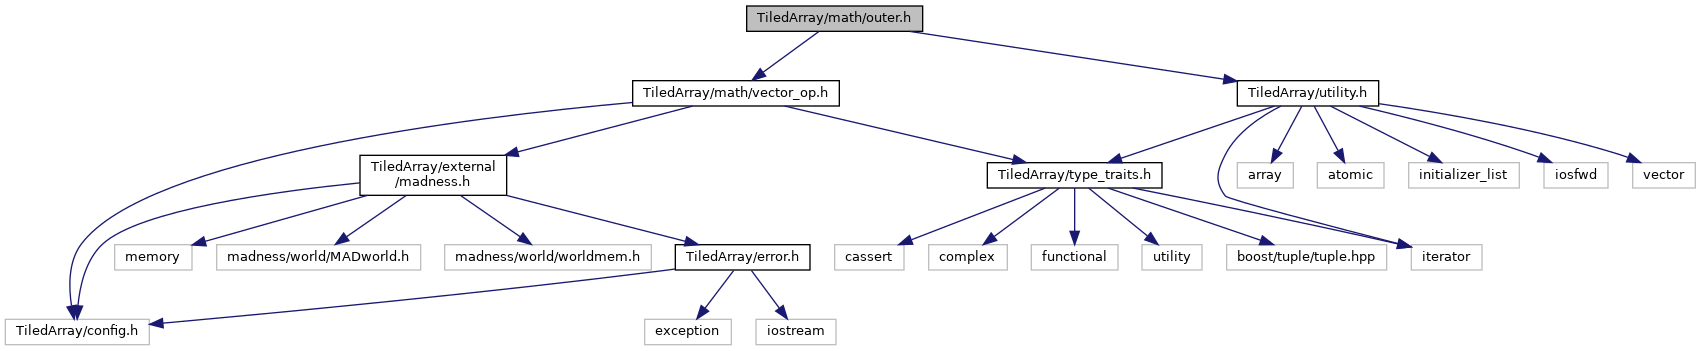 TiledArray/math/outer.h
TiledArray/math/vector_op.h
TiledArray/utility.h
TiledArray/external
/madness.h
TiledArray/type_traits.h
array
atomic
initializer_list
iosfwd
vector
memory
madness/world/MADworld.h
madness/world/worldmem.h
TiledArray/error.h
cassert
complex
functional
utility
boost/tuple/tuple.hpp
iterator
TiledArray/config.h
exception
iostream